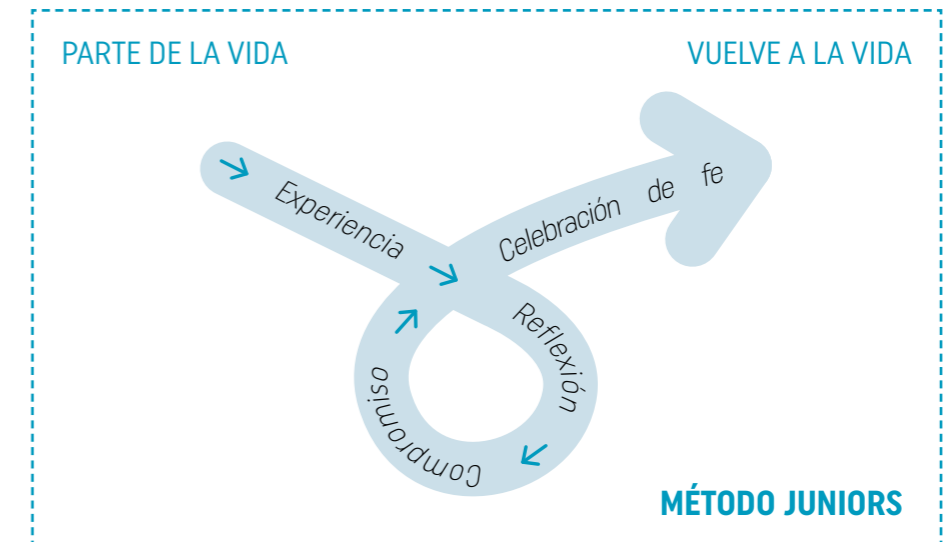 PARTE DE LA VIDA
VUELVE A LA VIDA
Experiencia
Reflexión
Compromiso
Celebración de fe
MÉTODO JUNIORS